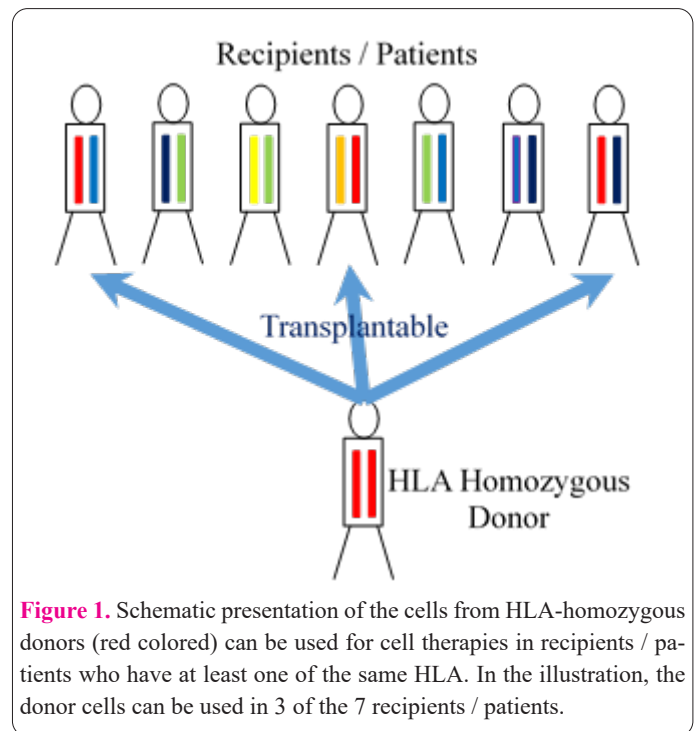 Recipients / Patients
Transplantable
HLA Homozygous
Donor
Figure 1. Schematic presentation of the cells from HLA-homozygous
donors (red colored) can be used for cell therapies in recipients / pa-
tients who have at least one of the same HLA. In the illustration, the
donor cells can be used in 3 of the 7 recipients / patients.